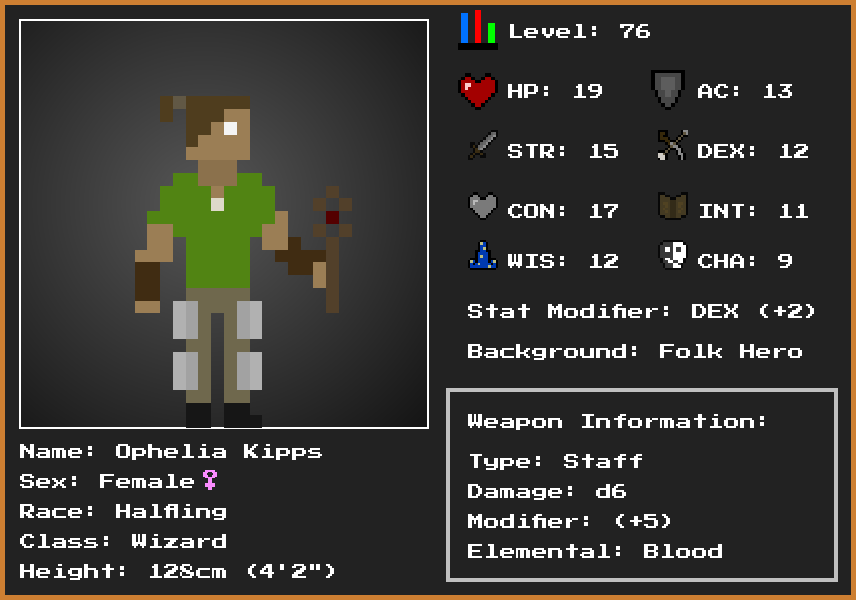 Level: 76
HP: 19
AC: 13
STR: 15
DEX: 12
CON: 17
INT: 11
WIS: 12
CHA: 9
Stat Modifier: DEX (+2)
Background: Folk Hero
Weapon Information:
Type: Staff
Damage: d6
Modifier: (+5)
Elemental: Blood
Name: Ophelia Kipps
Sex: Female♀
Race: Halfling
Class: Wizard
Height: 128cm (4'2")